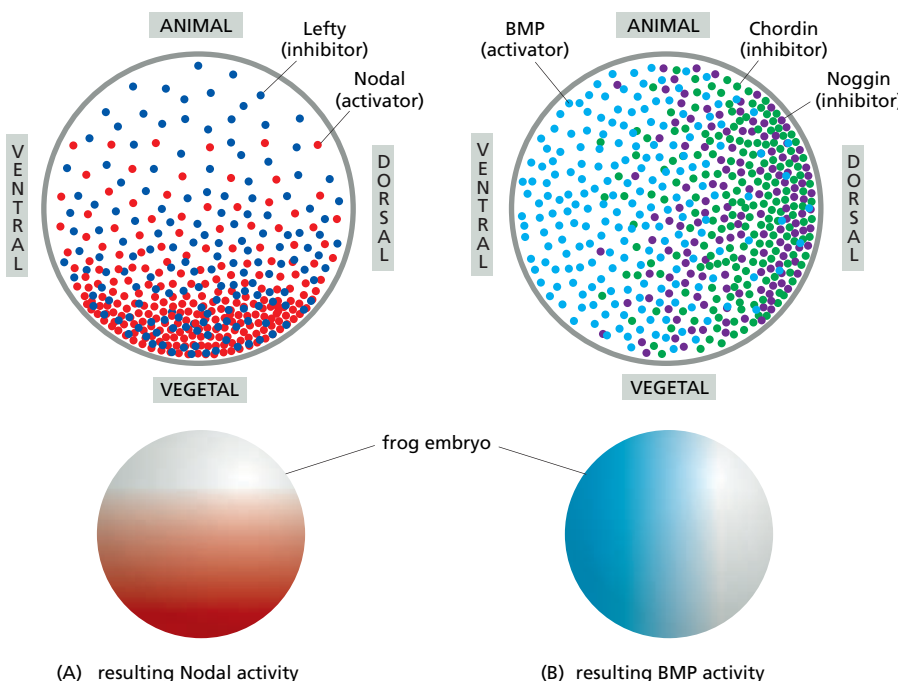 ANIMAL
Lefty
(inhibitor)
Nodal
(activator)
VENTRAL
DORSAL
VEGETAL
BMP
(activator)
ANIMAL
Chordin
(inhibitor)
Noggin
(inhibitor)
VENTRAL
DORSAL
VEGETAL
frog embryo
(A) resulting Nodal activity
(B) resulting BMP activity